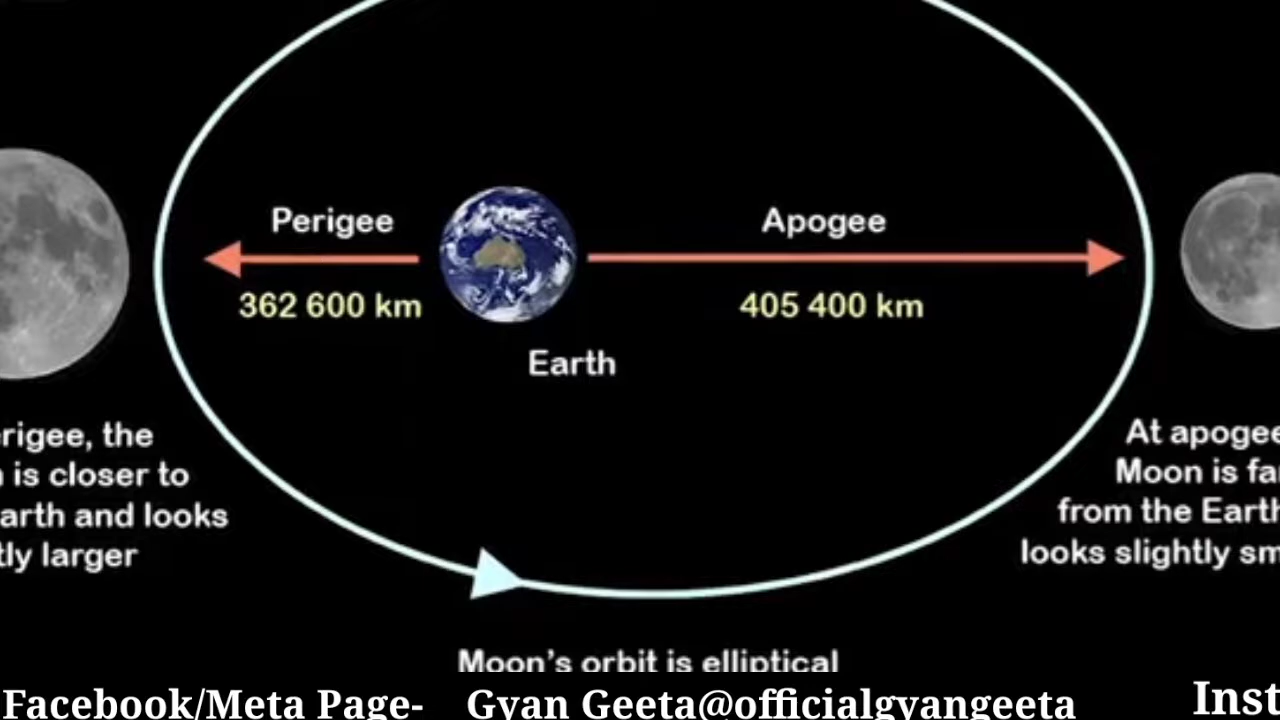 Perigee
Apogee
362 600 km
405 400 km
Earth
rigee, the
is closer to
arth and looks
tly larger
At apogee
Moon is fa
from the Earth
looks slightly sm
Moon's orbit is elliptical
Facebook/Meta Page- Gyan Geeta@officialgyangeeta Inst